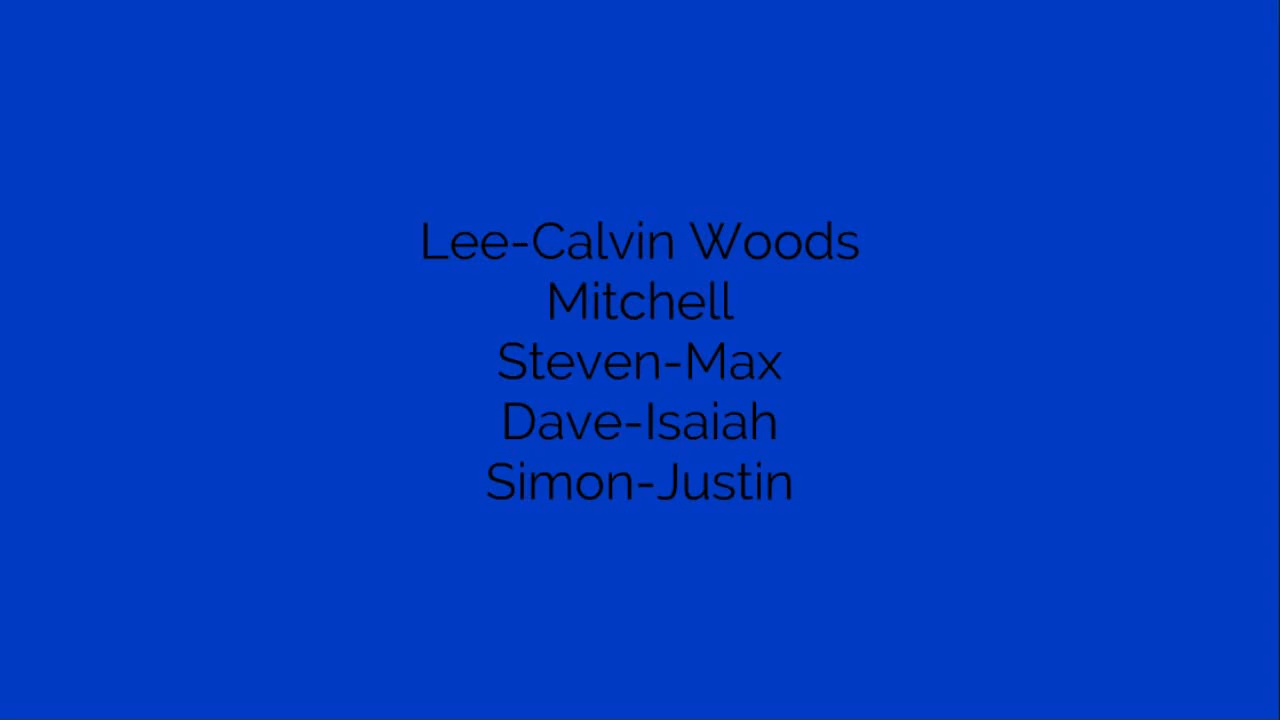 Lee-Calvin Woods
Mitchell
Steven-Max
Dave-Isaiah
Simon-Justin